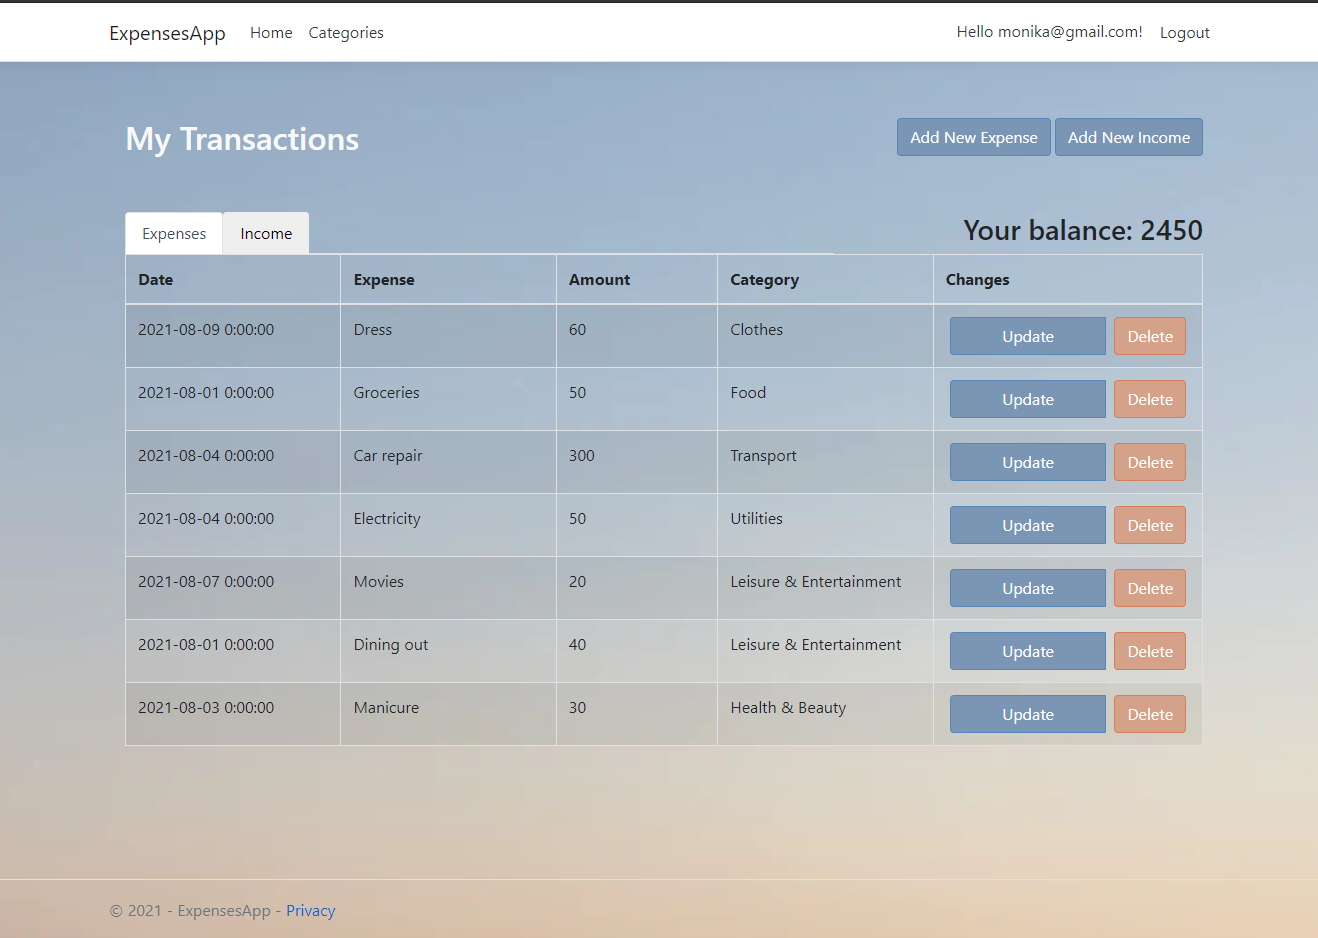 ExpensesApp Home Categories Hello monika@gmail.com! Logout
My Transactions Add New Expense Add New Income
Expenses Income Your balance: 2450
Date Expense Amount Category Changes
2021-08-09 0:00:00 Dress 60 Clothes Update Delete
2021-08-01 0:00:00 Groceries 50 Food Update Delete
2021-08-04 0:00:00 Car repair 300 Transport Update Delete
2021-08-04 0:00:00 Electricity 50 Utilities Update Delete
2021-08-07 0:00:00 Movies 20 Leisure & Entertainment Update Delete
2021-08-01 0:00:00 Dining out 40 Leisure & Entertainment Update Delete
2021-08-03 0:00:00 Manicure 30 Health & Beauty Update Delete
© 2021 - ExpensesApp - Privacy